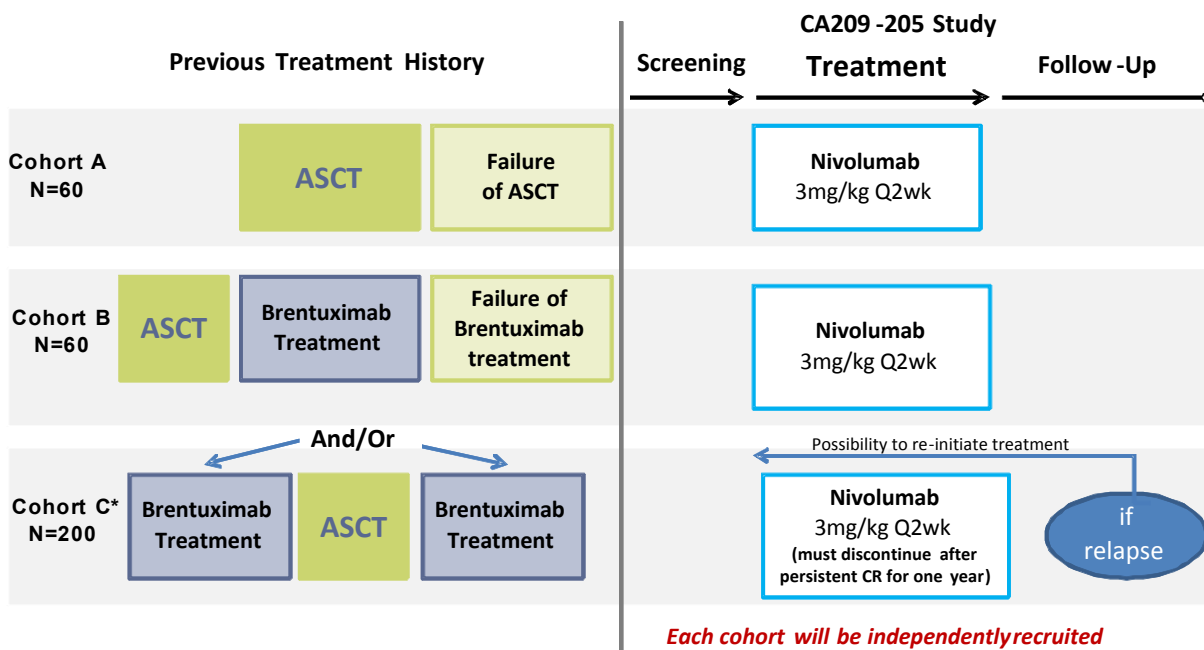 CA209 -205 Study
Previous Treatment History
Screening
Treatment
Follow -Up
Cohort A
N=60
ASCT
Failure
of ASCT
Nivolumab
3mg/kg Q2wk
Cohort B
N=60
ASCT
Brentuximab
Treatment
Failure of
Brentuximab
treatment
Nivolumab
3mg/kg Q2wk
And/Or
Possibility to re-initiate treatment
Cohort C*
N=200
Brentuximab
Treatment
ASCT
Brentuximab
Treatment
Nivolumab
3mg/kg Q2wk
(must discontinue after
persistent CR for one year)
if
relapse
Each cohort will be independently recruited